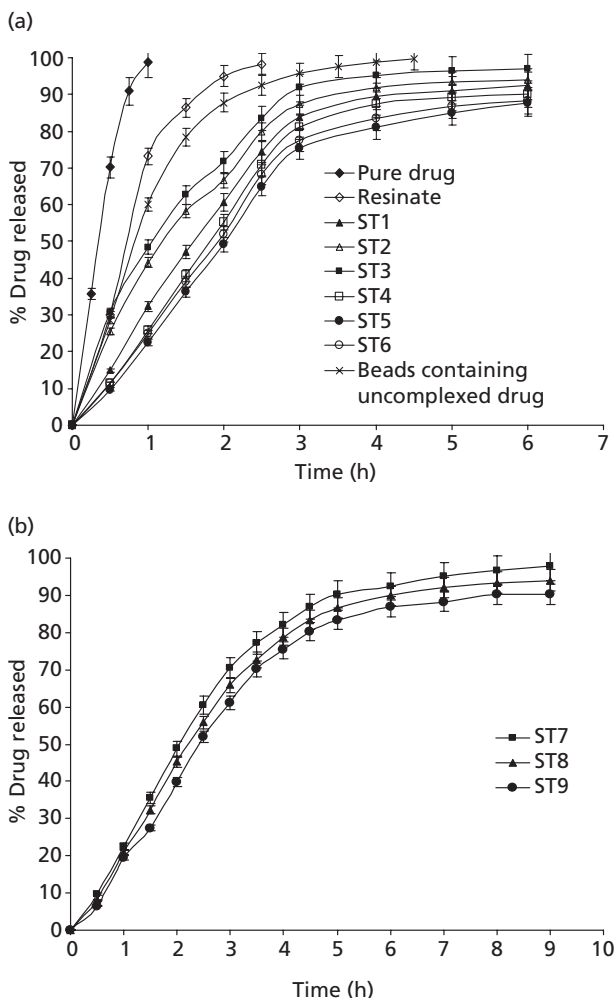 (a)
100
90
80
70
60
50
40
30
20
10
0
% Drug released
Pure drug
Resinate
ST1
ST2
ST3
ST4
ST5
ST6
Beads containing
uncomplexed drug
0 1 2 3 4 5 6 7
Time (h)
(b)
100
90
80
70
60
50
40
30
20
10
0
% Drug released
ST7
ST8
ST9
0 1 2 3 4 5 6 7 8 9 10
Time (h)